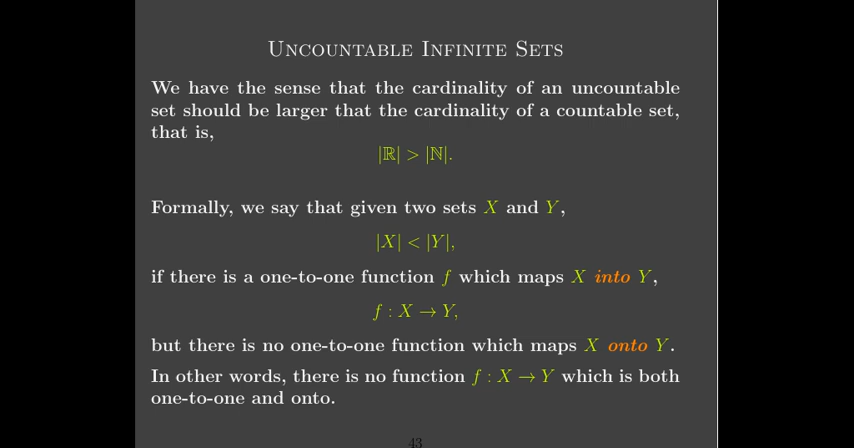 Uncountable Infinite Sets
We have the sense that the cardinality of an uncountable
set should be larger that the cardinality of a countable set,
that is,
|ℝ| > |ℕ|.
Formally, we say that given two sets X and Y,
|X| < |Y|,
if there is a one-to-one function f which maps X into Y,
f : X → Y,
but there is no one-to-one function which maps X onto Y.
In other words, there is no function f : X → Y which is both
one-to-one and onto.
43